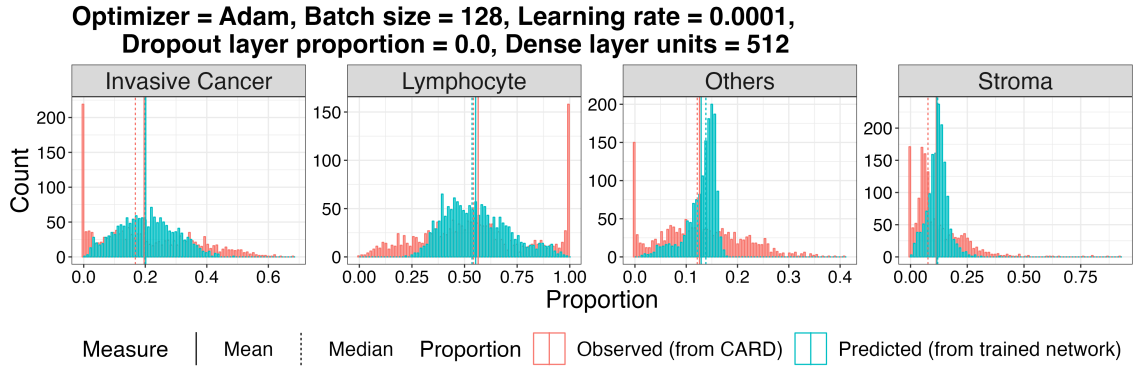 Optimizer = Adam, Batch size = 128, Learning rate = 0.0001,
Dropout layer proportion = 0.0, Dense layer units = 512
Invasive Cancer Lymphocyte Others Stroma
Count
200
150
100
50
0
150
100
50
0
200
150
100
50
0
200
150
100
50
0
0.0 0.2 0.4 0.6
0.00 0.25 0.50 0.75 1.00
0.0 0.1 0.2 0.3 0.4
0.00 0.25 0.50 0.75
Proportion
Measure Mean Median Proportion Observed (from CARD) Predicted (from trained network)